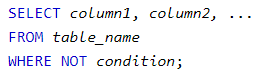 SELECT column1, column2, ...
FROM table_name
WHERE NOT condition;